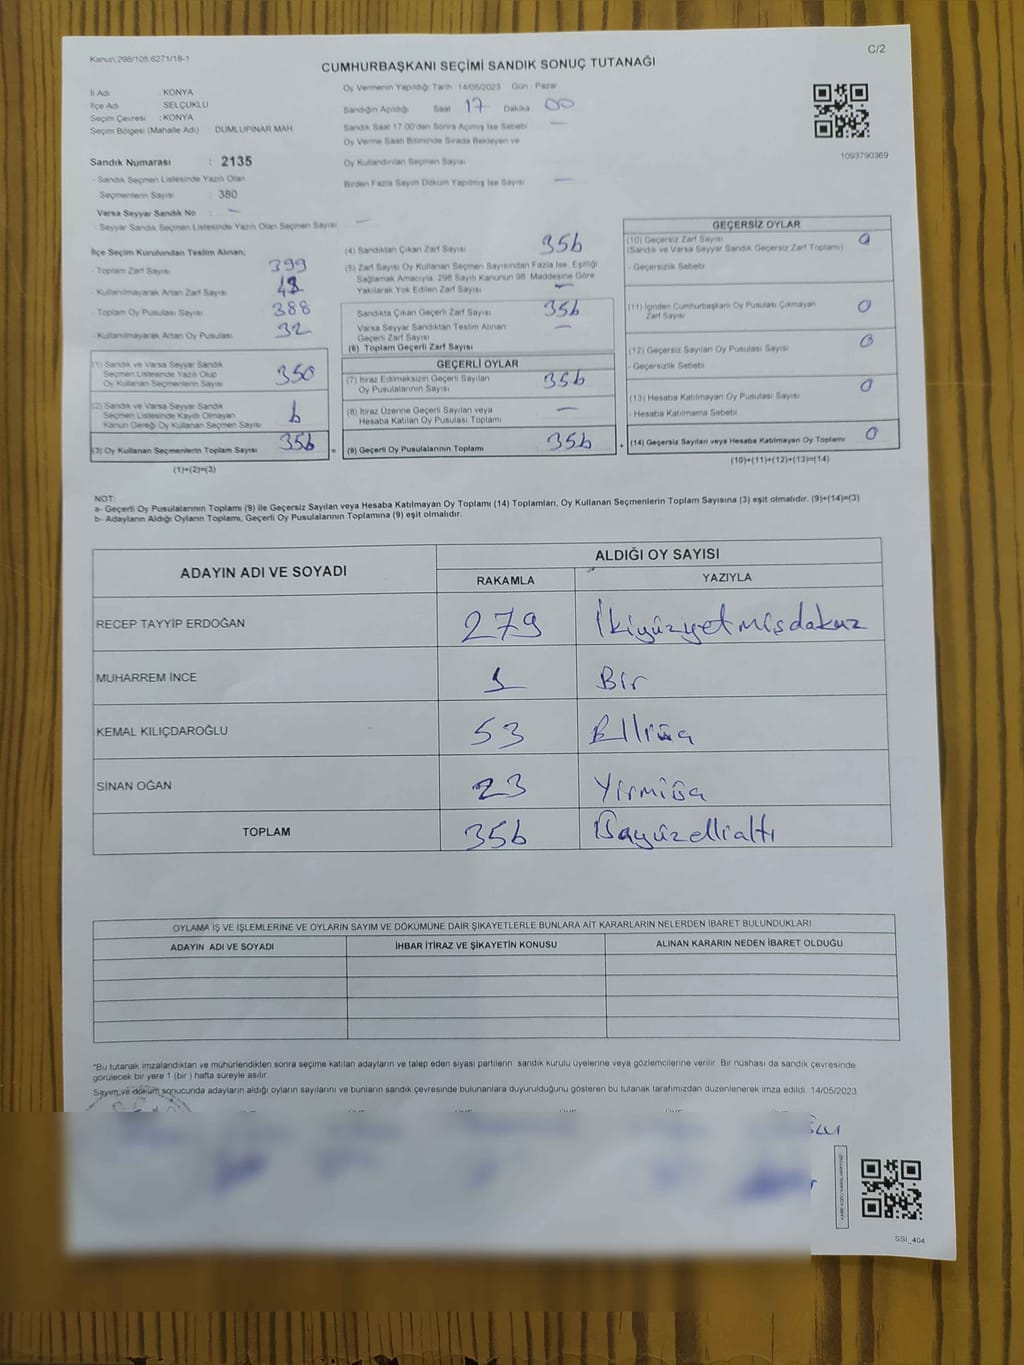 Kanun,298/105.6271/18-1
C/2
CUMHURBAŞKANI SEÇİMİ SANDIK SONUÇ TUTANAĞI
İl Adı KONYA
İlçe Adı SELÇUKLU
Seçim Çevresi : KONYA
Seçim Bölgesi (Mahalle Adı) DUMLUPINAR MAH
Sandık Numarası : 2135
- Sandık Seçmen Listesinde Yazılı Olan
Seçmenlerin Sayısı : 380
Varsa Seyyar Sandık No : —
- Seyyar Sandık Seçmen Listesinde Yazılı Olan Seçmen Sayısı —
Oy Vermenin Yapıldığı Tarih 14/05/2023 Gün : Pazar
Sandığın Açıldığı Saat 17 Dakika 00
Sandık Saat 17.00'den Sonra Açılmış İse Sebebi —
Oy Verme Saati Bitiminde Sırada Bekleyen ve
Oy Kullandırılan Seçmen Sayısı
Birden Fazla Sayım Döküm Yapılmış İse Sayısı —
1093790369
İlçe Seçim Kurulundan Teslim Alınan;
- Toplam Zarf Sayısı 399
- Kullanılmayarak Artan Zarf Sayısı
- Toplam Oy Pusulası Sayısı 388
- Kullanılmayarak Artan Oy Pusulası 32
(1) Sandık ve Varsa Seyyar Sandık
Seçmen Listesinde Yazılı Olup
Oy Kullanan Seçmenlerin Sayısı 350
(2) Sandık ve Varsa Seyyar Sandık
Seçmen Listesinde Kayıtlı Olmayan
Kanun Gereği Oy Kullanan Seçmen Sayısı 6
(3) Oy Kullanan Seçmenlerin Toplam Sayısı 356
(1)+(2)=(3)
(4) Sandıktan Çıkan Zarf Sayısı 356
(5) Zarf Sayısı Oy Kullanan Seçmen Sayısından Fazla İse, Eşitliği
Sağlamak Amacıyla, 298 Sayılı Kanunun 98. Maddesine Göre
Yakılarak Yok Edilen Zarf Sayısı —
Sandıkta Çıkan Geçerli Zarf Sayısı 356
Varsa Seyyar Sandıktan Teslim Alınan
Geçerli Zarf Sayısı —
(6) Toplam Geçerli Zarf Sayısı
GEÇERLİ OYLAR
(7) İtiraz Edilmeksizin Geçerli Sayılan
Oy Pusulalarının Sayısı 356
(8) İtiraz Üzerine Geçerli Sayılan veya
Hesaba Katılan Oy Pusulası Toplamı —
= (9) Geçerli Oy Pusulalarının Toplamı 356 +
GEÇERSİZ OYLAR
(10) Geçersiz Zarf Sayısı 0
(Sandık ve Varsa Seyyar Sandık Geçersiz Zarf Toplamı)
- Geçersizlik Sebebi
(11) İçinden Cumhurbaşkanı Oy Pusulası Çıkmayan 0
Zarf Sayısı
(12) Geçersiz Sayılan Oy Pusulası Sayısı 0
- Geçersizlik Sebebi
(13) Hesaba Katılmayan Oy Pusulası Sayısı 0
- Hesaba Katılmama Sebebi
(14) Geçersiz Sayılan veya Hesaba Katılmayan Oy Toplamı 0
(10)+(11)+(12)+(13)=(14)
NOT:
a- Geçerli Oy Pusulalarının Toplamı (9) ile Geçersiz Sayılan veya Hesaba Katılmayan Oy Toplamı (14) Toplamları, Oy Kullanan Seçmenlerin Toplam Sayısına (3) eşit olmalıdır. (9)+(14)=(3)
b- Adayların Aldığı Oyların Toplamı, Geçerli Oy Pusulalarının Toplamına (9) eşit olmalıdır.
ADAYIN ADI VE SOYADI
ALDIĞI OY SAYISI
RAKAMLA YAZIYLA
RECEP TAYYİP ERDOĞAN 279 İkiyüzyetmişdokuz
MUHARREM İNCE 1 Bir
KEMAL KILIÇDAROĞLU 53 Elliüç
SİNAN OĞAN 23 Yirmiüç
TOPLAM 356 Üçyüzellialtı
OYLAMA İŞ VE İŞLEMLERİNE VE OYLARIN SAYIM VE DÖKÜMÜNE DAİR ŞİKAYETLERLE BUNLARA AİT KARARLARIN NELERDEN İBARET BULUNDUKLARI
ADAYIN ADI VE SOYADI İHBAR İTİRAZ VE ŞİKAYETİN KONUSU ALINAN KARARIN NEDEN İBARET OLDUĞU
"Bu tutanak imzalandıktan ve mühürlendikten sonra seçime katılan adayların ve talep eden siyasi partilerin sandık kurulu üyelerine veya gözlemcilerine verilir. Bir nüshası da sandık çevresinde
görülecek bir yere 1 (bir ) hafta süreyle asılır.
Sayım ve döküm sonucunda adayların aldığı oyların sayılarını ve bunların sandık çevresinde bulunanlara duyurulduğunu gösteren bu tutanak tarafımızdan düzenlenerek imza edildi. 14/05/2023
SSI_404